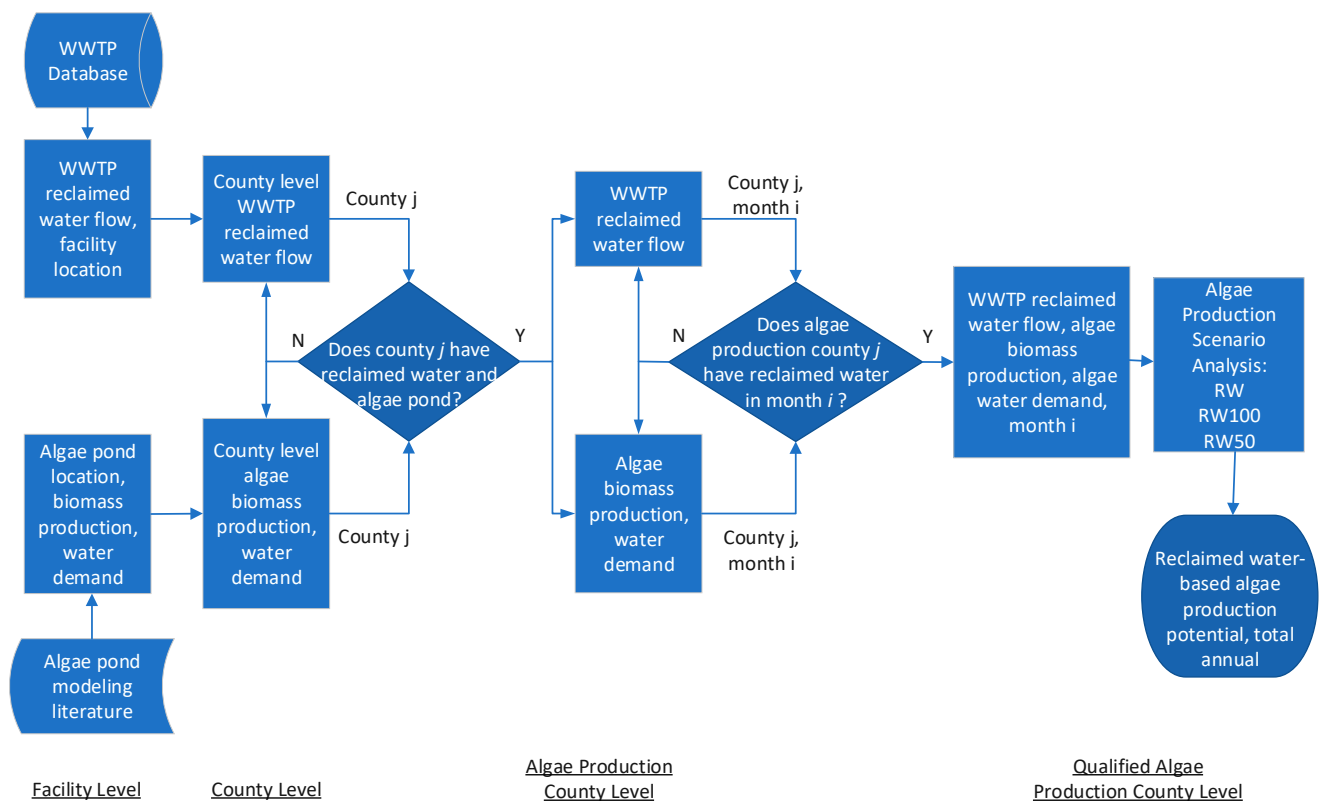 WWTP
Database
WWTP
reclaimed
water flow,
facility
location
County level
WWTP
reclaimed
water flow
County j
Algae pond
location,
biomass
production,
water
demand
Algae pond
modeling
literature
County level
algae
biomass
production,
water
demand
County j
N
Does county j have
reclaimed water and
algae pond?
Y
WWTP
reclaimed
water flow
County j,
month i
Algae
biomass
production,
water
demand
County j,
month i
N
Does algae
production county j
have reclaimed water
in month i ?
Y
WWTP reclaimed
water flow, algae
biomass
production, algae
water demand,
month i
Algae
Production
Scenario
Analysis:
RW
RW100
RW50
Reclaimed water-
based algae
production
potential, total
annual
Facility Level
County Level
Algae Production
County Level
Qualified Algae
Production County Level